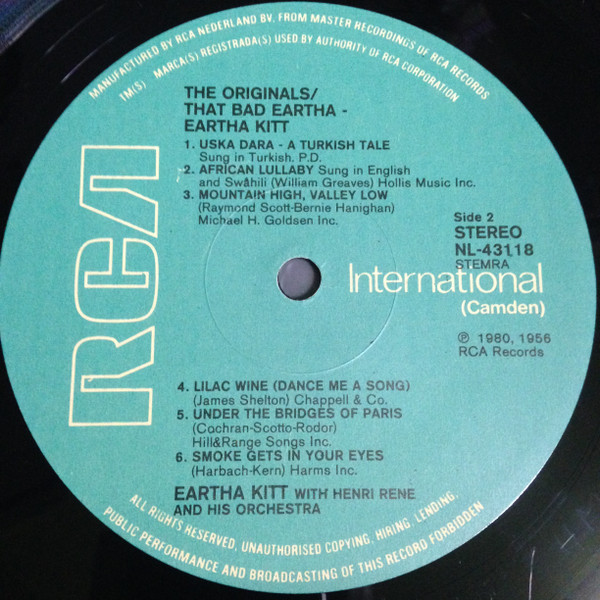 MANUFACTURED BY RCA NEDERLAND BV, FROM MASTER RECORDINGS OF RCA RECORDS
TM(S) MARCA(S) REGISTRADA(S) USED BY AUTHORITY OF RCA CORPORATION
RCA
THE ORIGINALS/
THAT BAD EARTHA -
EARTHA KITT
1. USKA DARA - A TURKISH TALE
Sung in Turkish. P.D.
2. AFRICAN LULLABY Sung in English
and Swåhili (William Greaves) Hollis Music Inc.
3. MOUNTAIN HIGH, VALLEY LOW
(Raymond Scott-Bernie Hanighan)
Michael H. Goldsen Inc.
Side 2
STEREO
NL-43118
STEMRA
International
(Camden)
℗ 1980, 1956
RCA Records
4. LILAC WINE (DANCE ME A SONG)
(James Shelton) Chappell & Co.
5. UNDER THE BRIDGES OF PARIS
(Cochran-Scotto-Rodor)
Hill&Range Songs Inc.
6. SMOKE GETS IN YOUR EYES
(Harbach-Kern) Harms Inc.
EARTHA KITT WITH HENRI RENE
AND HIS ORCHESTRA
ALL RIGHTS RESERVED, UNAUTHORISED COPYING, HIRING, LENDING,
PUBLIC PERFORMANCE AND BROADCASTING OF THIS RECORD FORBIDDEN